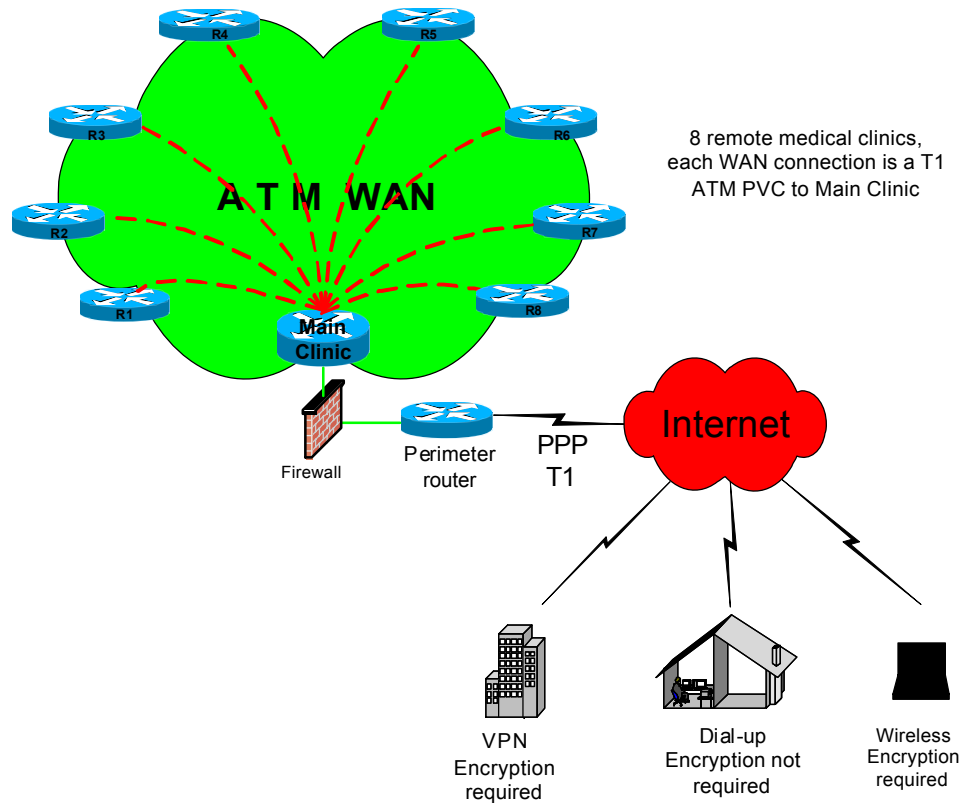 R4
R5
R3
R6
8 remote medical clinics,
each WAN connection is a T1
ATM PVC to Main Clinic
A T M WAN
R2
R7
R1
R8
Main
Clinic
Firewall
Perimeter
router
PPP
T1
Internet
VPN
Encryption
required
Dial-up
Encryption not
required
Wireless
Encryption
required